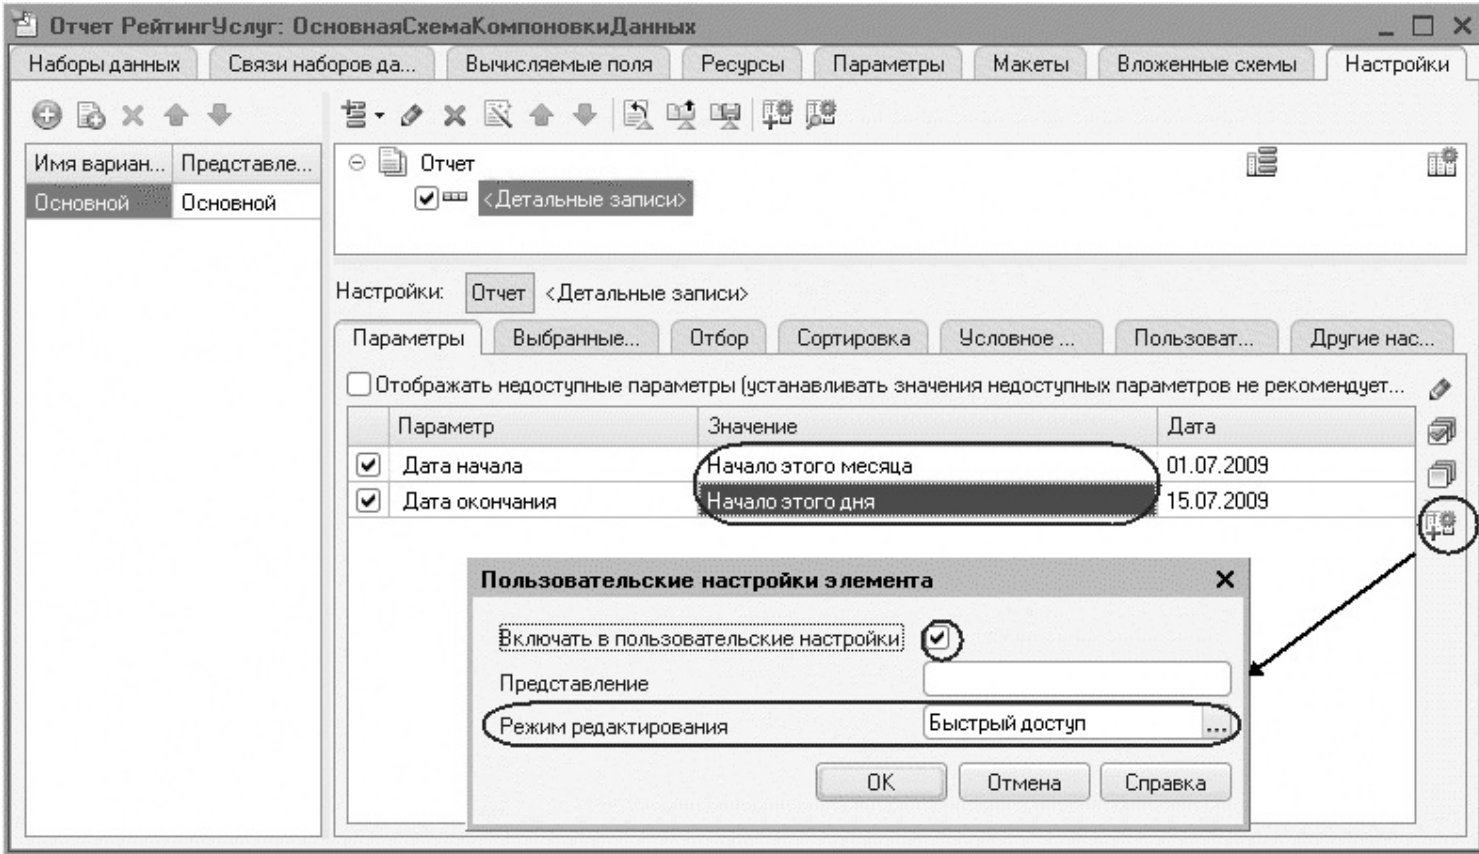 Отчет РейтингУслуг: ОсновнаяСхемаКомпоновкиДанных
Наборы данных Связи наборов да... Вычисляемые поля Ресурсы Параметры Макеты Вложенные схемы Настройки
Имя вариан... Представле...
Основной Основной
Отчет
<Детальные записи>
Настройки: Отчет <Детальные записи>
Параметры Выбранные... Отбор Сортировка Условное ... Пользоват... Другие нас...
Отображать недоступные параметры (устанавливать значения недоступных параметров не рекомендует...
Параметр Значение Дата
Дата начала Начало этого месяца 01.07.2009
Дата окончания Начало этого дня 15.07.2009
Пользовательские настройки элемента
Включать в пользовательские настройки
Представление
Режим редактирования Быстрый доступ ...
ОК Отмена Справка